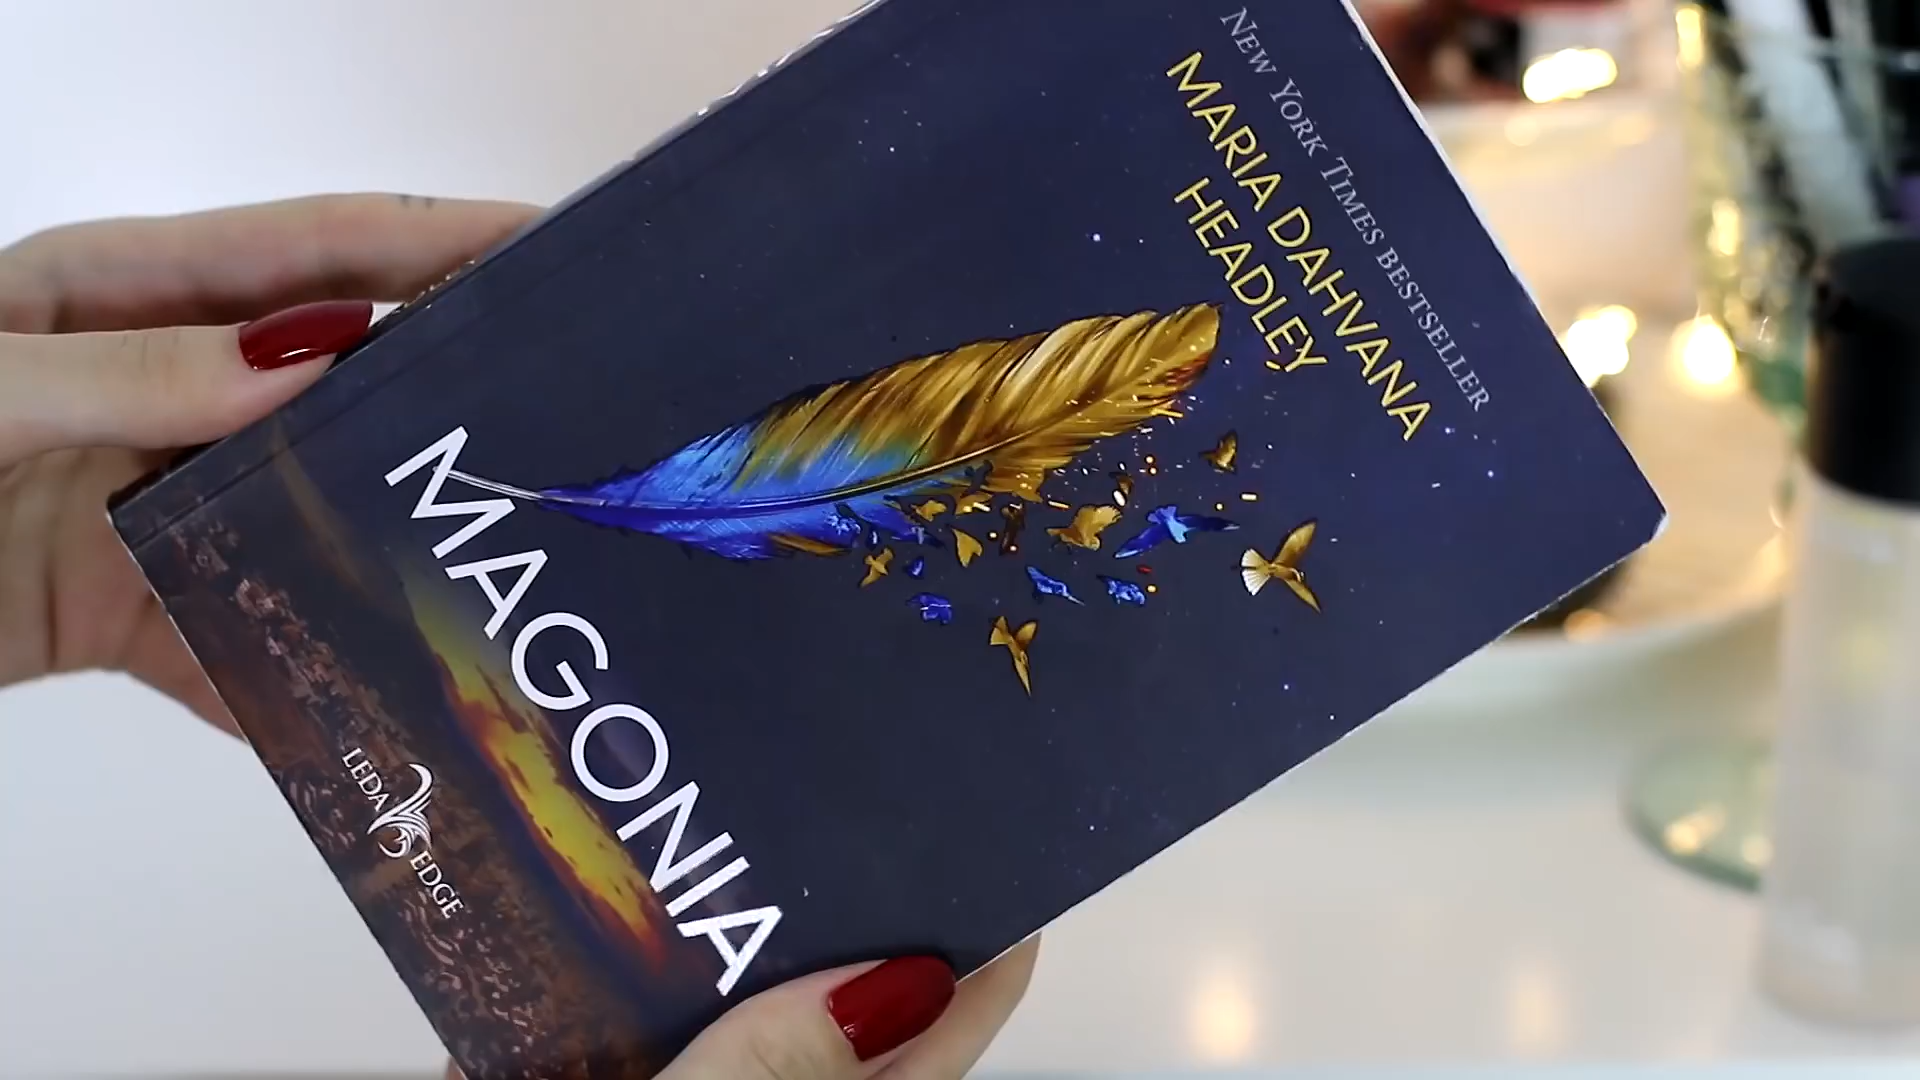 NEW YORK TIMES BESTSELLER
MARIA DAHVANA
HEADLEY
MAGONIA
LEDA EDGE